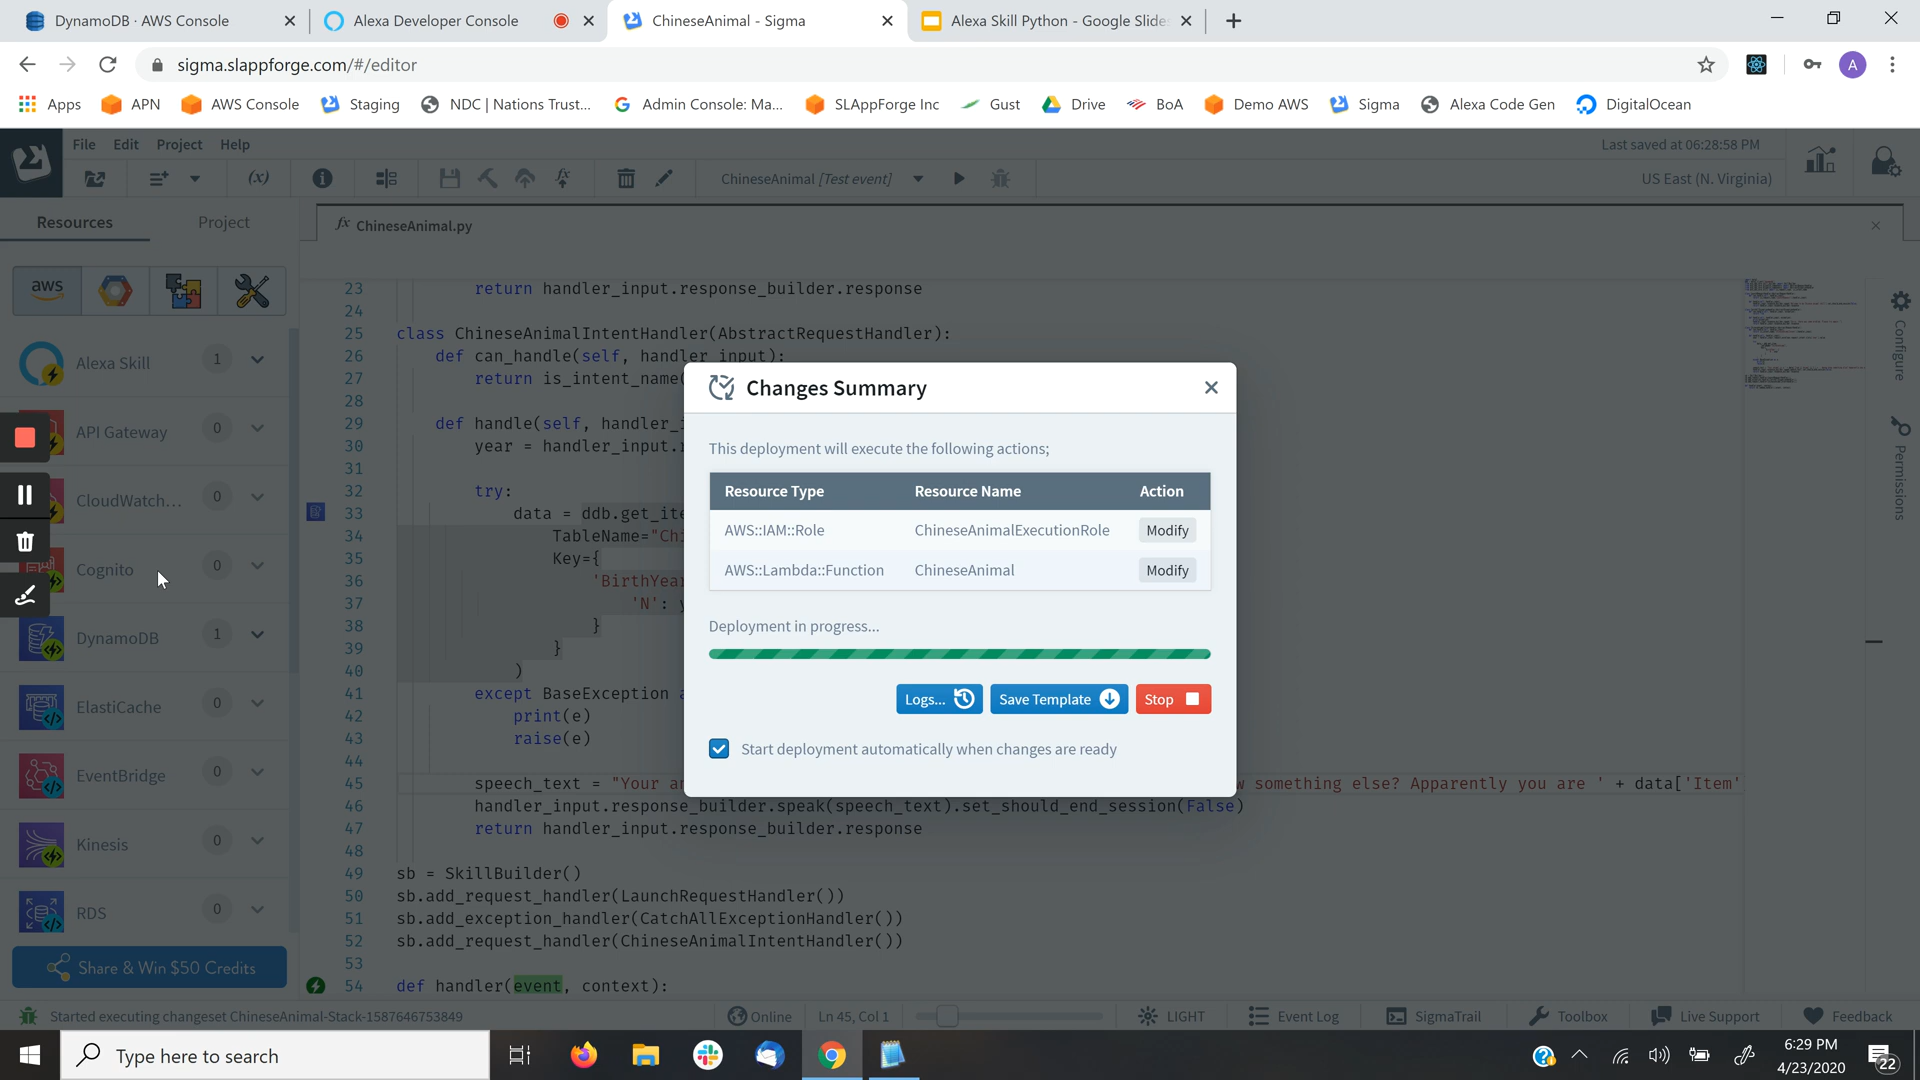 DynamoDB · AWS Console
Alexa Developer Console
ChineseAnimal - Sigma
Alexa Skill Python - Google Slide
sigma.slappforge.com/#/editor
A
Apps
APN
AWS Console
Staging
NDC | Nations Trust...
Admin Console: Ma...
SLAppForge Inc
Gust
Drive
BoA
Demo AWS
Sigma
Alexa Code Gen
DigitalOcean
File Edit Project Help
Last saved at 06:28:58 PM
(x)
fx
ChineseAnimal [Test event]
US East (N. Virginia)
Resources
Project
fx ChineseAnimal.py
aws
Alexa Skill 1
API Gateway 0
CloudWatch... 0
Cognito 0
DynamoDB 1
ElastiCache 0
EventBridge 0
Kinesis 0
RDS 0
Share & Win $50 Credits
23 return handler_input.response_builder.response
24
25 class ChineseAnimalIntentHandler(AbstractRequestHandler):
26 def can_handle(self, handler_input):
27 return is_intent_name(
28
29 def handle(self, handler_i
30 year = handler_input.
31
32 try:
33 data = ddb.get_ite
34 TableName="Chi
35 Key={
36 'BirthYear
37 'N': y
38 }
39 }
40 )
41 except BaseException a
42 print(e)
43 raise(e)
44
45 speech_text = "Your an
w something else? Apparently you are ' + data['Item'
46 handler_input.response_builder.speak(speech_text).set_should_end_session(False)
47 return handler_input.response_builder.response
48
49 sb = SkillBuilder()
50 sb.add_request_handler(LaunchRequestHandler())
51 sb.add_exception_handler(CatchAllExceptionHandler())
52 sb.add_request_handler(ChineseAnimalIntentHandler())
53
54 def handler(event, context):
Configure
Permissions
Changes Summary
This deployment will execute the following actions;
Resource Type Resource Name Action
AWS::IAM::Role ChineseAnimalExecutionRole Modify
AWS::Lambda::Function ChineseAnimal Modify
Deployment in progress...
Logs...
Save Template
Stop
Start deployment automatically when changes are ready
Started executing changeset ChineseAnimal-Stack-1587646753849
Online
Ln 45, Col 1
LIGHT
Event Log
SigmaTrail
Toolbox
Live Support
Feedback
Type here to search
6:29 PM
4/23/2020
22